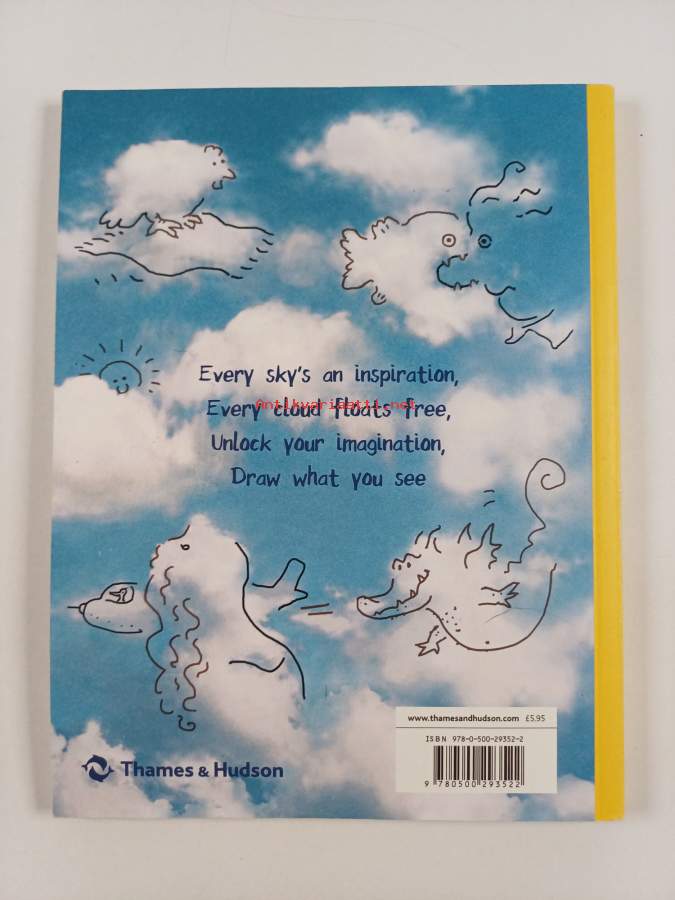 Every sky's an inspiration,
Every cloud floats free,
Antikvariaatti.net
Unlock your imagination,
Draw what you see
www.thamesandhudson.com £5.95
ISBN 978-0-500-29352-2
9 780500 293522
Thames & Hudson